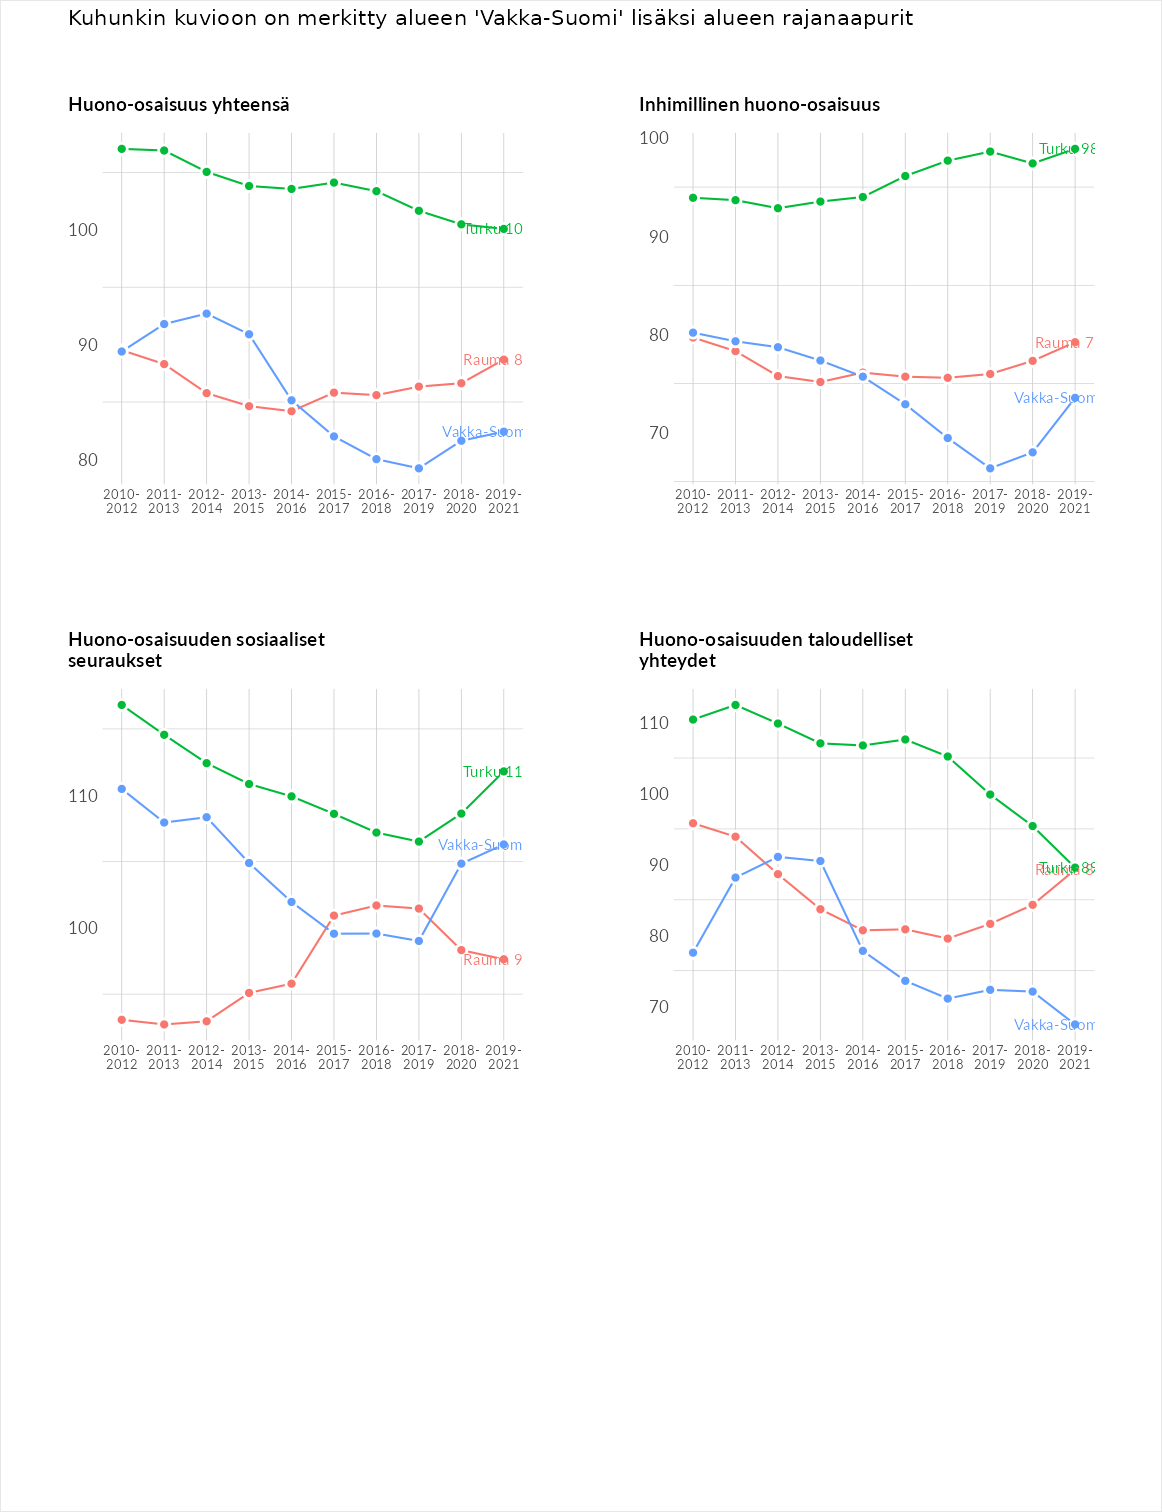 Kuhunkin kuvioon on merkitty alueen 'Vakka-Suomi' lisäksi alueen rajanaapurit
Huono-osaisuus yhteensä
100
90
80
Turku 10
Rauma 8
Vakka-Suom
2010- 2011- 2012- 2013- 2014- 2015- 2016- 2017- 2018- 2019-
2012 2013 2014 2015 2016 2017 2018 2019 2020 2021
Inhimillinen huono-osaisuus
100
90
80
70
Turku 98
Rauma 7
Vakka-Suom
2010- 2011- 2012- 2013- 2014- 2015- 2016- 2017- 2018- 2019-
2012 2013 2014 2015 2016 2017 2018 2019 2020 2021
Huono-osaisuuden sosiaaliset
seuraukset
110
100
Turku 11
Vakka-Suom
Rauma 9
2010- 2011- 2012- 2013- 2014- 2015- 2016- 2017- 2018- 2019-
2012 2013 2014 2015 2016 2017 2018 2019 2020 2021
Huono-osaisuuden taloudelliset
yhteydet
110
100
90
80
70
Turku 89
Rauma 8
Vakka-Suom
2010- 2011- 2012- 2013- 2014- 2015- 2016- 2017- 2018- 2019-
2012 2013 2014 2015 2016 2017 2018 2019 2020 2021